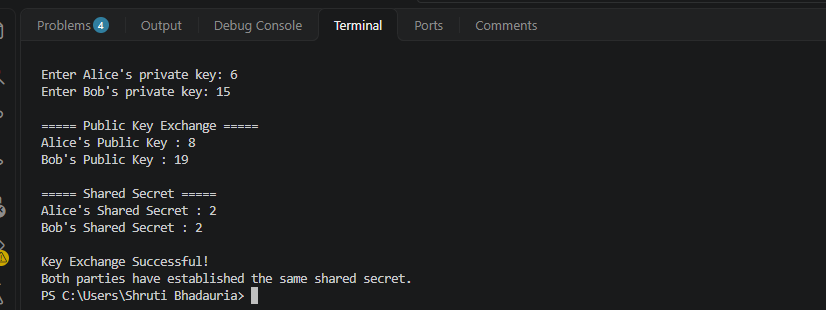 Problems 4 Output Debug Console Terminal Ports Comments
Enter Alice's private key: 6
Enter Bob's private key: 15
===== Public Key Exchange =====
Alice's Public Key : 8
Bob's Public Key : 19
===== Shared Secret =====
Alice's Shared Secret : 2
Bob's Shared Secret : 2
Key Exchange Successful!
Both parties have established the same shared secret.
PS C:\Users\Shruti Bhadauria>